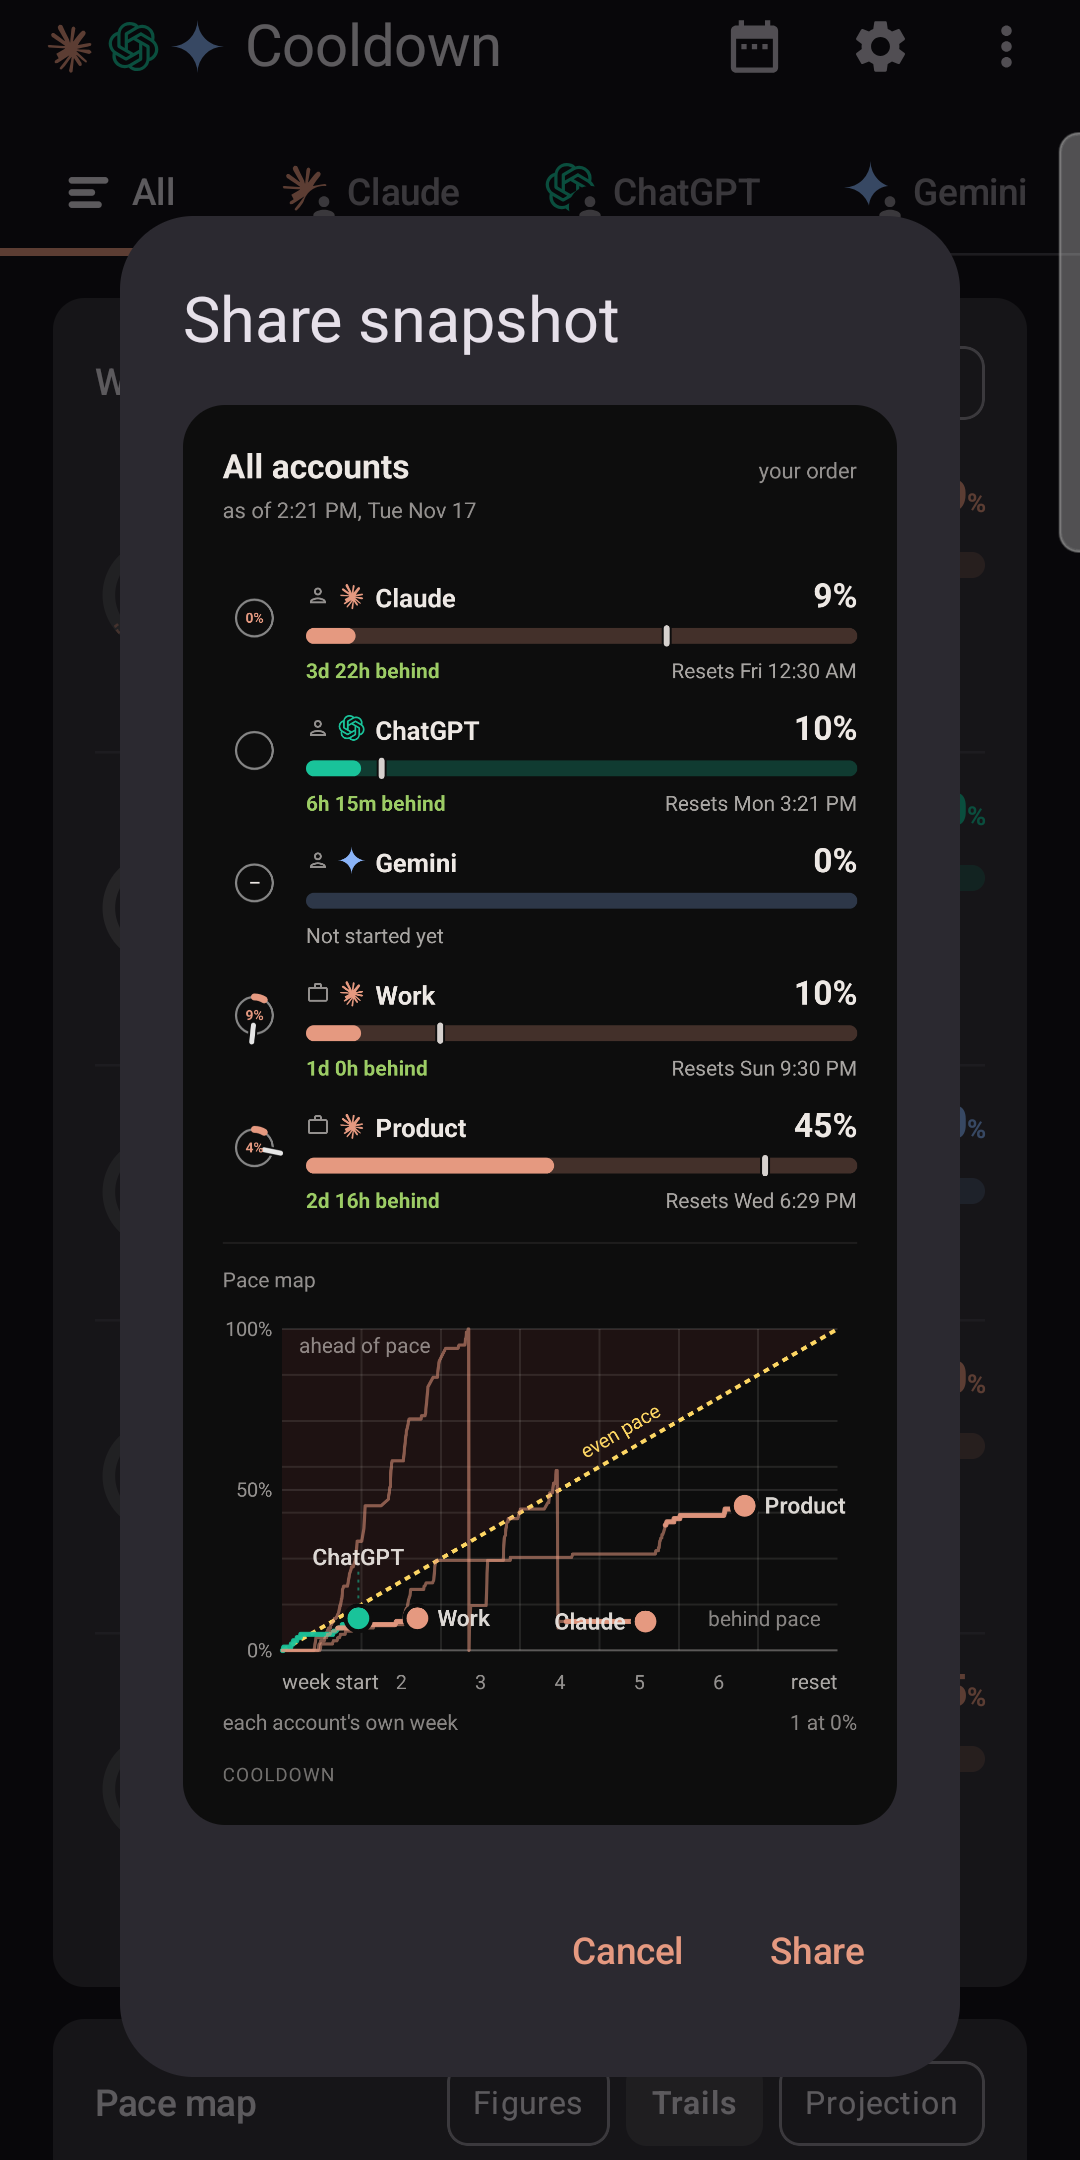 Cooldown
All Claude ChatGPT Gemini
Share snapshot
All accounts your order
as of 2:21 PM, Tue Nov 17
Claude 9%
0%
3d 22h behind Resets Fri 12:30 AM
ChatGPT 10%
6h 15m behind Resets Mon 3:21 PM
Gemini 0%
Not started yet
Work 10%
9%
1d 0h behind Resets Sun 9:30 PM
Product 45%
4%
2d 16h behind Resets Wed 6:29 PM
Pace map
100% ahead of pace
even pace
50% Product
ChatGPT
Work Claude behind pace
0%
week start 2 3 4 5 6 reset
each account's own week 1 at 0%
COOLDOWN
Cancel Share
Pace map Figures Trails Projection